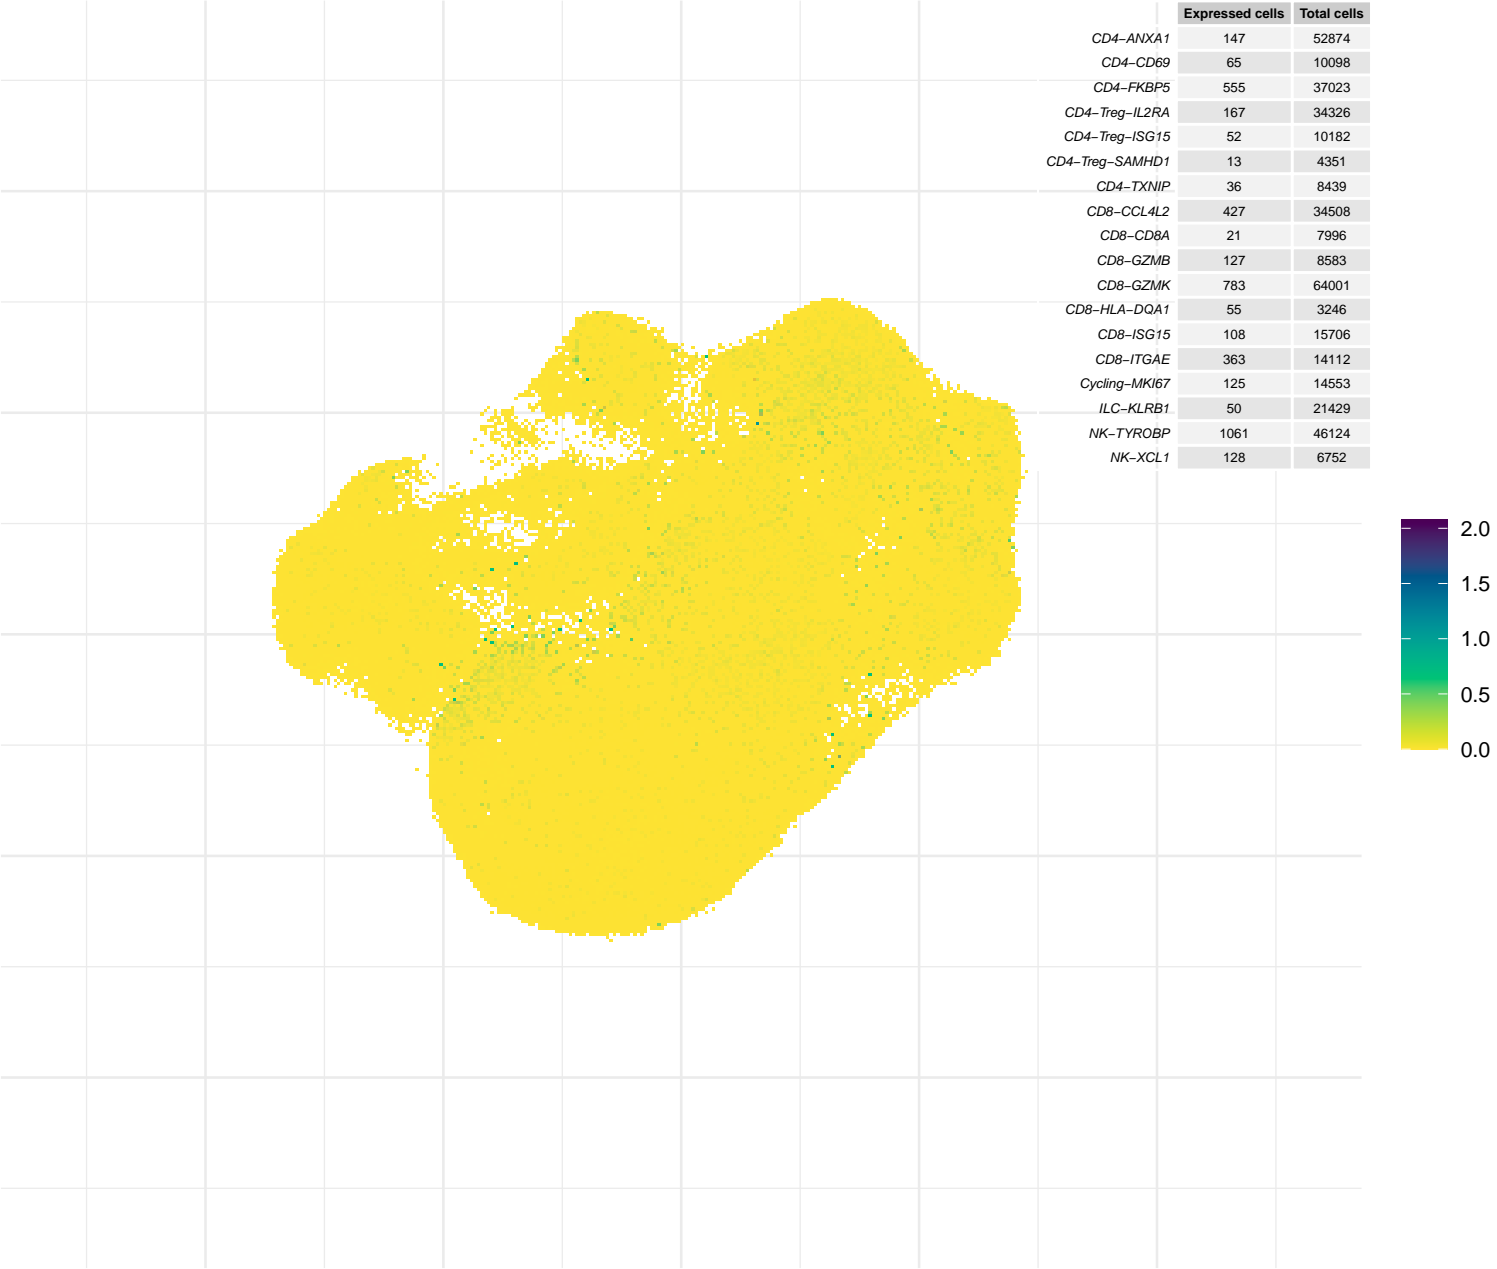 Expressed cells Total cells
CD4−ANXA1 147 52874
CD4−CD69 65 10098
CD4−FKBP5 555 37023
CD4−Treg−IL2RA 167 34326
CD4−Treg−ISG15 52 10182
CD4−Treg−SAMHD1 13 4351
CD4−TXNIP 36 8439
CD8−CCL4L2 427 34508
CD8−CD8A 21 7996
CD8−GZMB 127 8583
CD8−GZMK 783 64001
CD8−HLA−DQA1 55 3246
CD8−ISG15 108 15706
CD8−ITGAE 363 14112
Cycling−MKI67 125 14553
ILC−KLRB1 50 21429
NK−TYROBP 1061 46124
NK−XCL1 128 6752
2.0
1.5
1.0
0.5
0.0